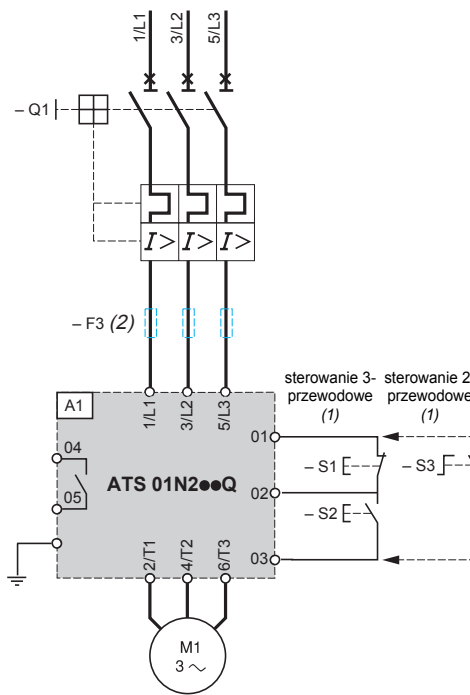 1/L1
3/L2
5/L3
– Q1
I>
I>
I>
– F3 (2)
A1
1/L1
3/L2
5/L3
sterowanie 3-
przewodowe
(1)
sterowanie 2
przewodowe
(1)
01
04
– S1
– S3
ATS 01N2●●Q
05
02
– S2
2/T1
4/T2
6/T3
03
M1
3 ~